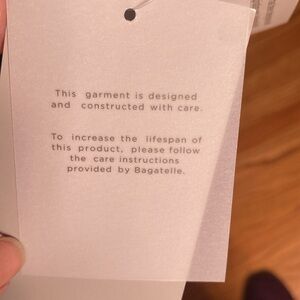 This garment is designed
and constructed with care.
To increase the lifespan of
this product, please follow
the care instructions
provided by Bagatelle.